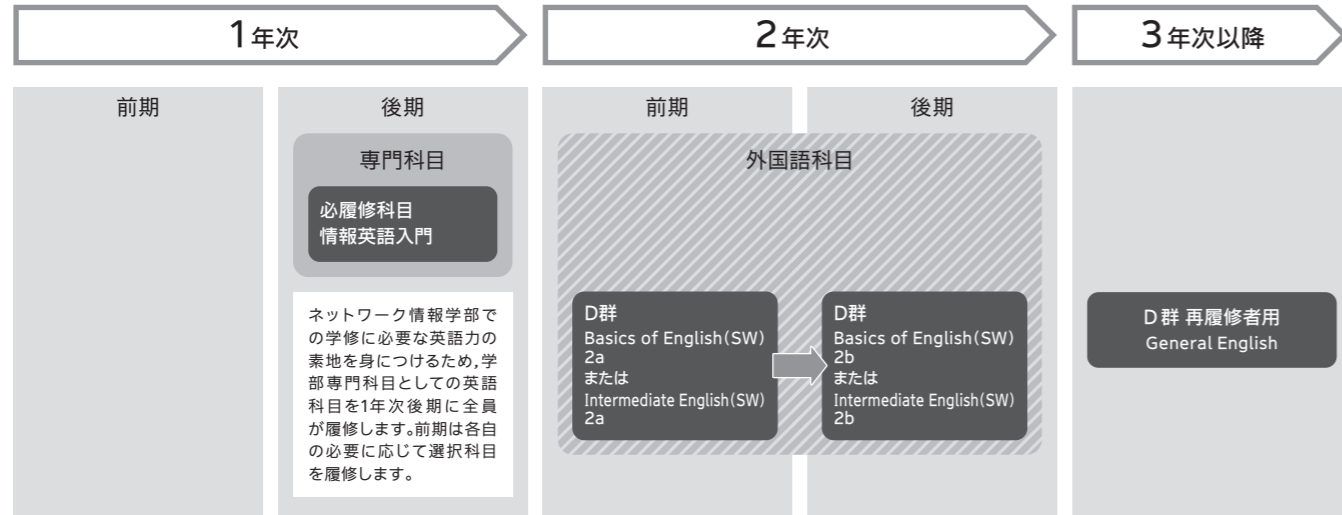 1年次
2年次
3年次以降
前期
後期
前期
後期
専門科目
外国語科目
必履修科目
情報英語入門
ネットワーク情報学部で
の学修に必要な英語力の
素地を身につけるため,学
部専門科目としての英語
科目を1年次後期に全員
が履修します。前期は各自
の必要に応じて選択科目
を履修します。
D群
Basics of English(SW)
2a
または
Intermediate English(SW)
2a
D群
Basics of English(SW)
2b
または
Intermediate English(SW)
2b
D群 再履修者用
General English